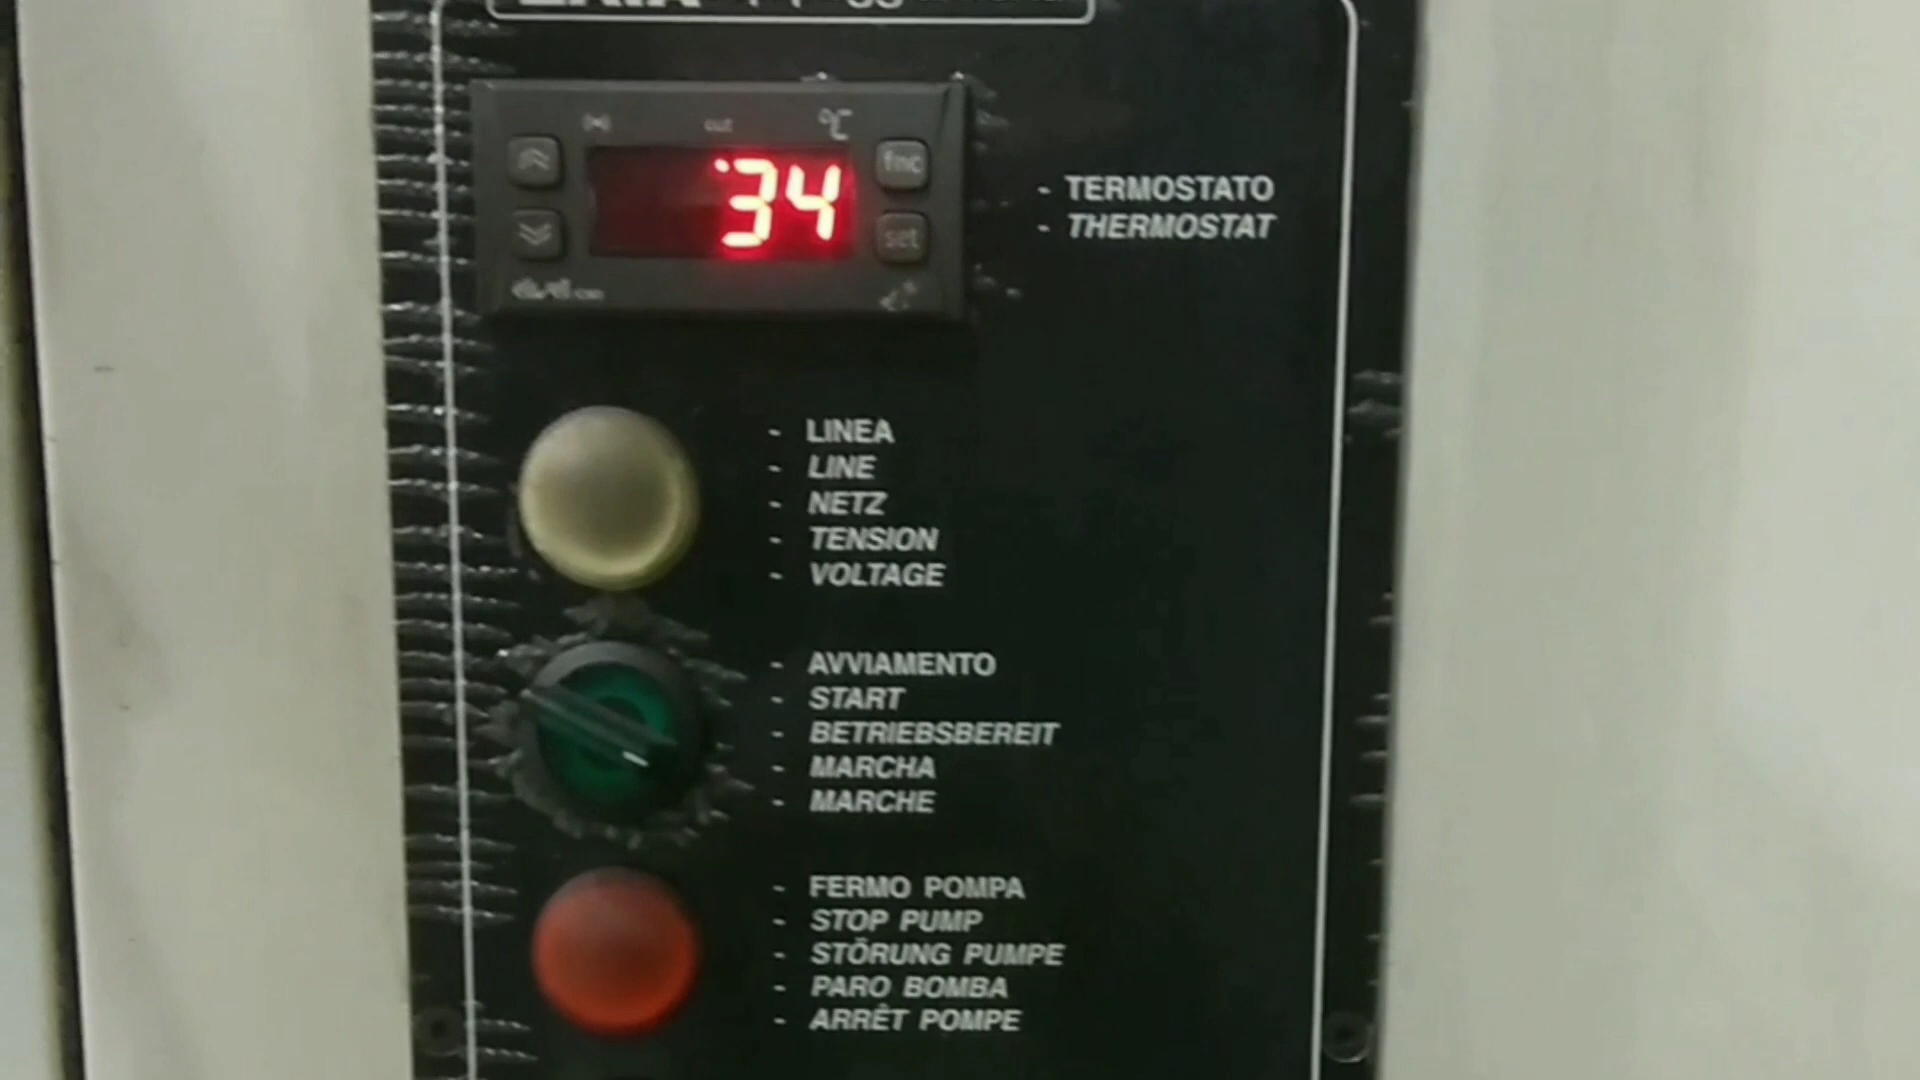 °C
out
34
fnc
set
- TERMOSTATO
- THERMOSTAT
- LINEA
- LINE
- NETZ
- TENSION
- VOLTAGE
- AVVIAMENTO
- START
- BETRIEBSBEREIT
- MARCHA
- MARCHE
- FERMO POMPA
- STOP PUMP
- STÖRUNG PUMPE
- PARO BOMBA
- ARRÊT POMPE